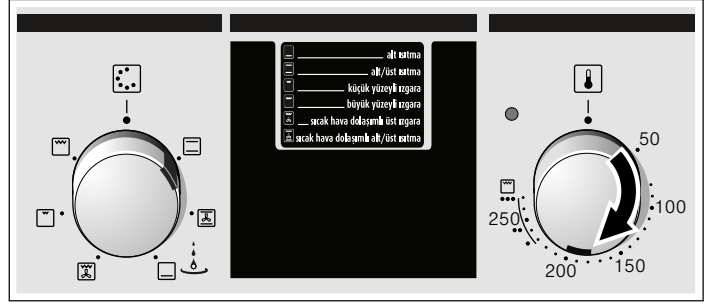 alt ısıtma
alt/üst ısıtma
küçük yüzeyli ızgara
büyük yüzeyli ızgara
sıcak hava dolaşımlı üst ızgara
sıcak hava dolaşımlı alt/üst ısıtma
50
100
150
200
250